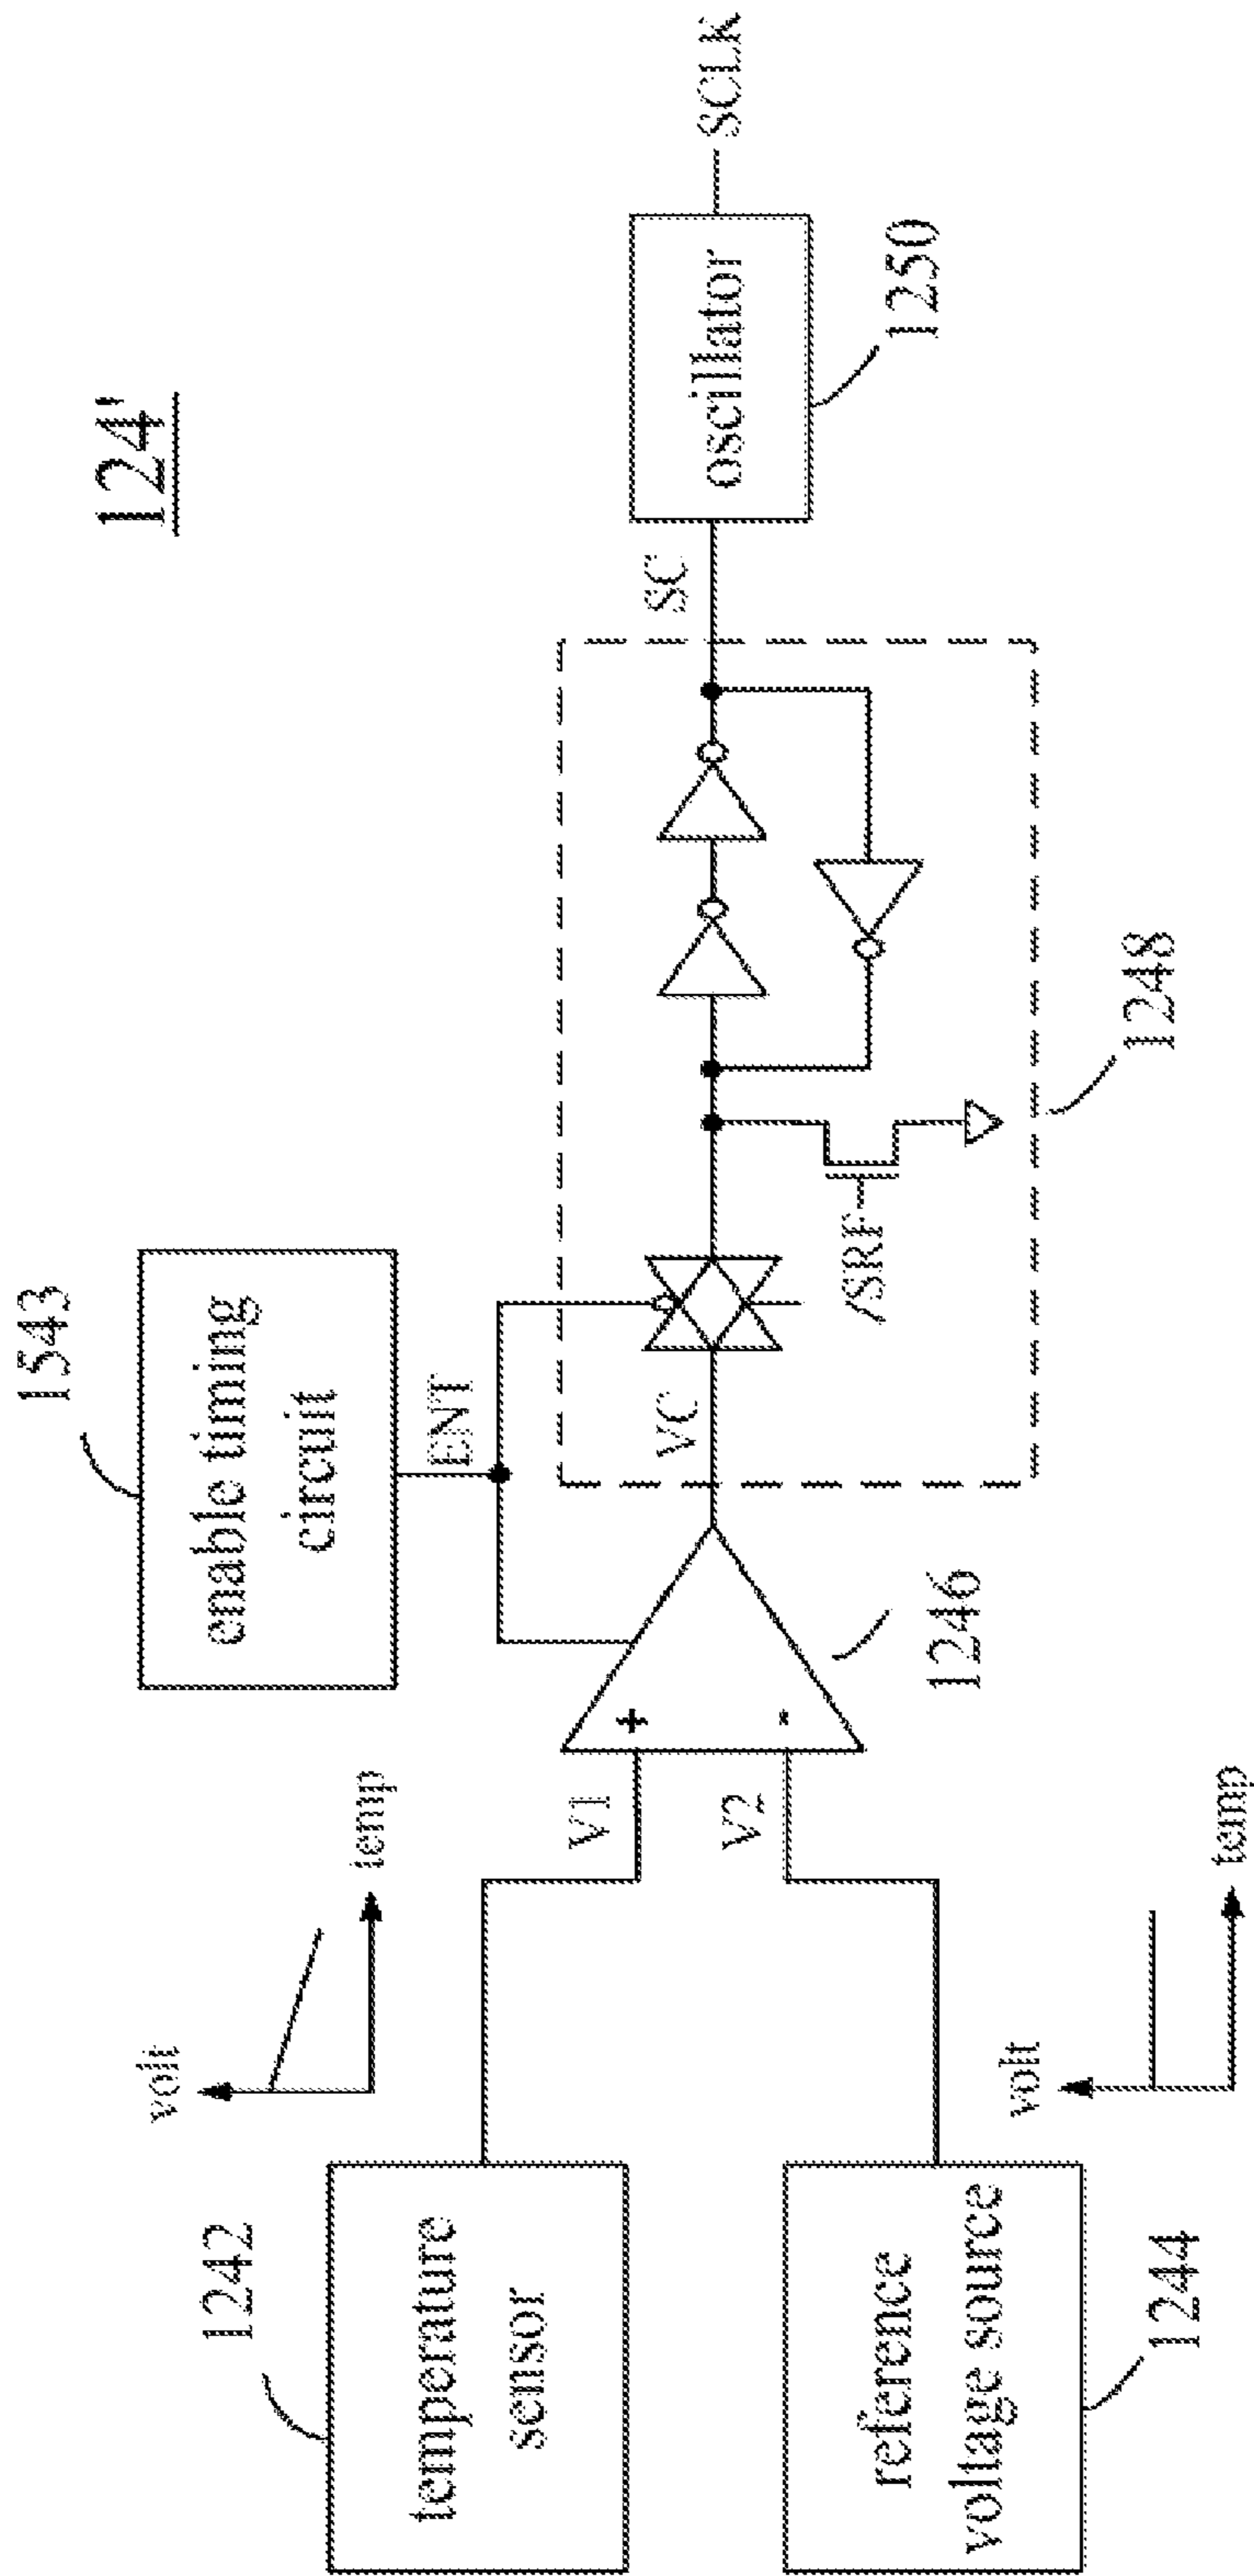 124'
1543
enable timing
circuit
ENT
1242
temperature
sensor
volt
temp
V1
+
VC
SC
oscillator
SCLK
1250
reference
voltage source
1244
volt
temp
V2
-
1246
/SRF
1248